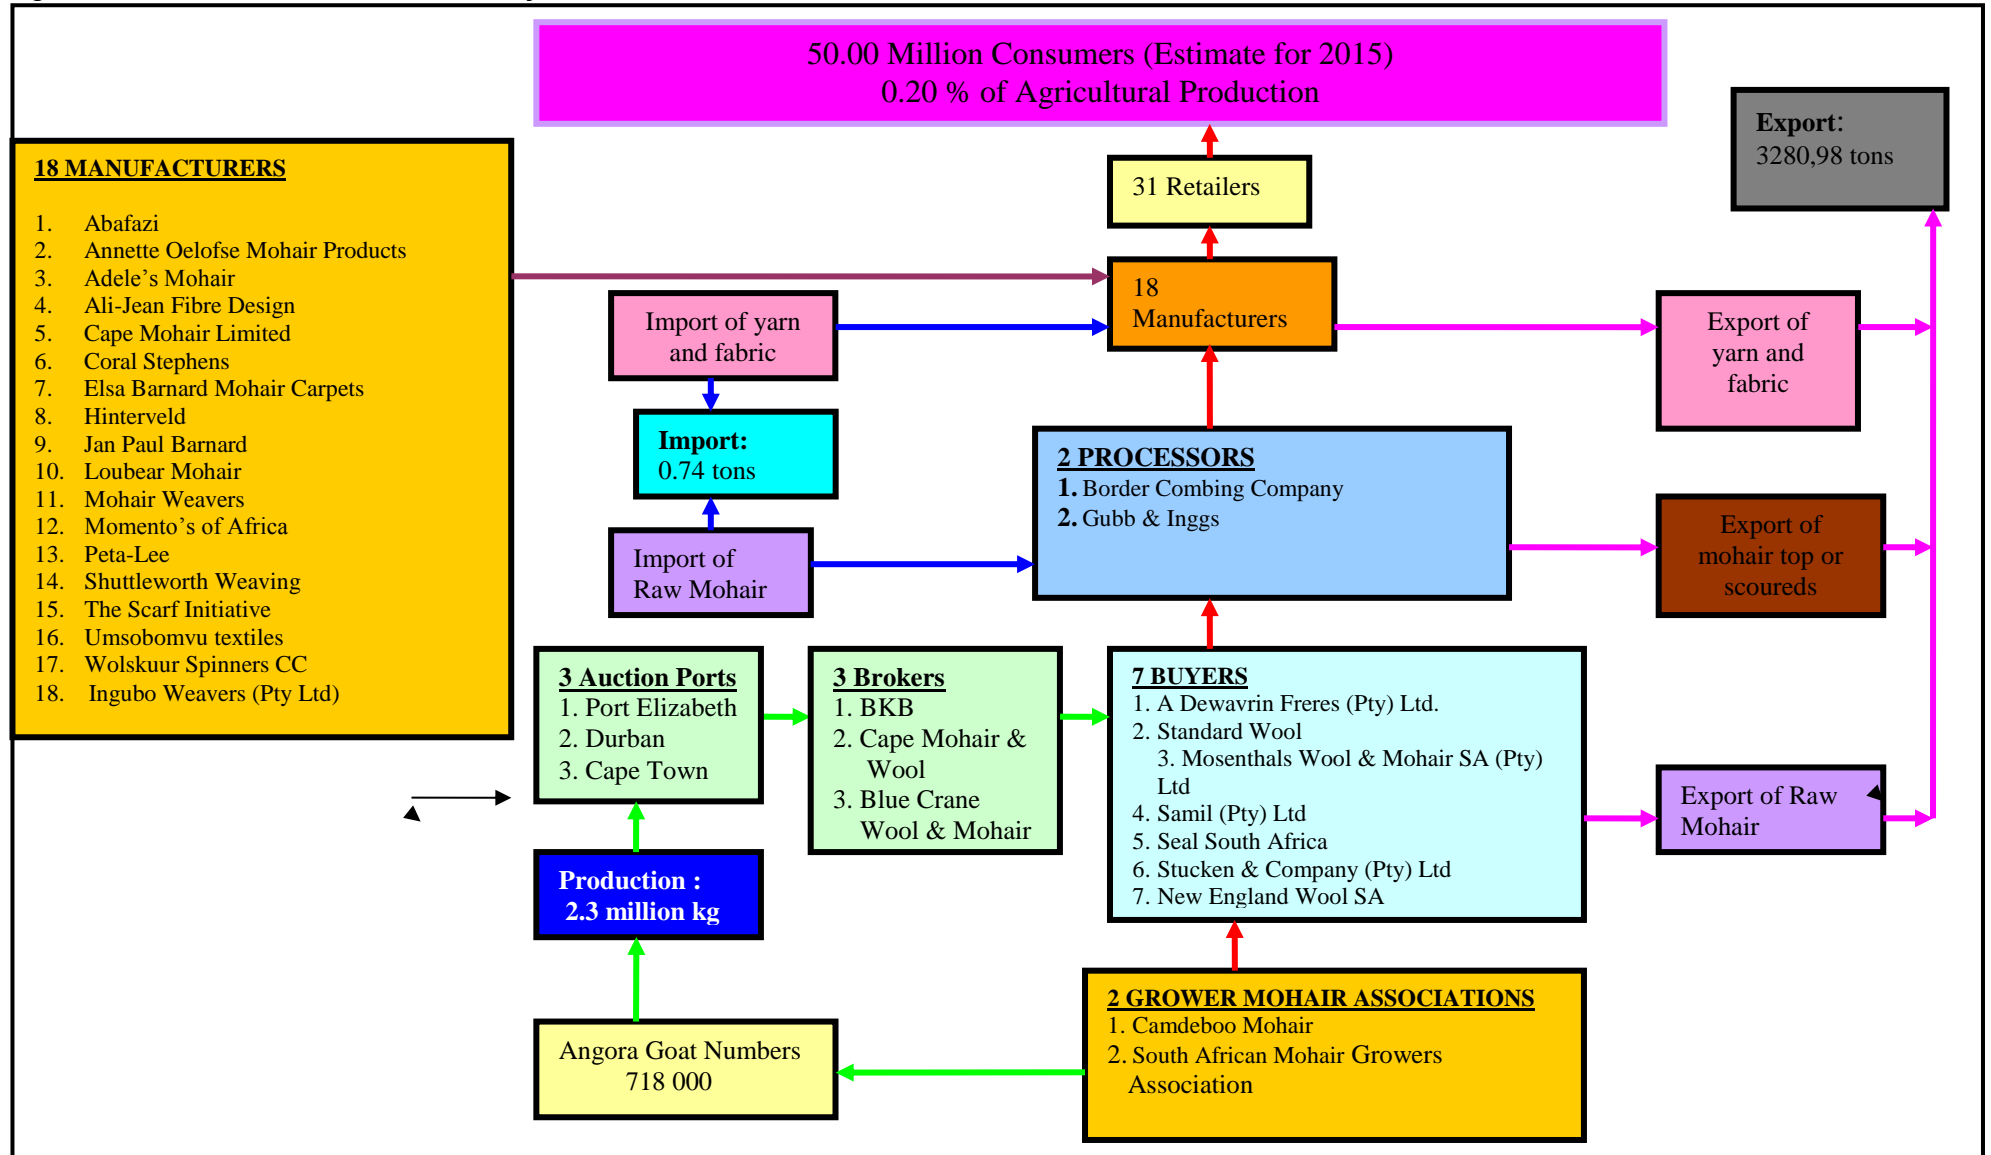 50.00 Million Consumers (Estimate for 2015)
0.20 % of Agricultural Production
Export:
3280,98 tons
18 MANUFACTURERS
1. Abafazi
2. Annette Oelofse Mohair Products
3. Adele’s Mohair
4. Ali-Jean Fibre Design
5. Cape Mohair Limited
6. Coral Stephens
7. Elsa Barnard Mohair Carpets
8. Hinterveld
9. Jan Paul Barnard
10. Loubear Mohair
11. Mohair Weavers
12. Momento’s of Africa
13. Peta-Lee
14. Shuttleworth Weaving
15. The Scarf Initiative
16. Umsobomvu textiles
17. Wolskuur Spinners CC
18. Ingubo Weavers (Pty Ltd)
31 Retailers
18
Manufacturers
Import of yarn
and fabric
Export of
yarn and
fabric
Import:
0.74 tons
2 PROCESSORS
1. Border Combing Company
2. Gubb & Inggs
Import of
Raw Mohair
Export of
mohair top or
scoureds
3 Auction Ports
1. Port Elizabeth
2. Durban
3. Cape Town
3 Brokers
1. BKB
2. Cape Mohair &
Wool
3. Blue Crane
Wool & Mohair
7 BUYERS
1. A Dewavrin Freres (Pty) Ltd.
2. Standard Wool
3. Mosenthals Wool & Mohair SA (Pty)
Ltd
4. Samil (Pty) Ltd
5. Seal South Africa
6. Stucken & Company (Pty) Ltd
7. New England Wool SA
Export of Raw
Mohair
Production :
2.3 million kg
Angora Goat Numbers
718 000
2 GROWER MOHAIR ASSOCIATIONS
1. Camdeboo Mohair
2. South African Mohair Growers
Association